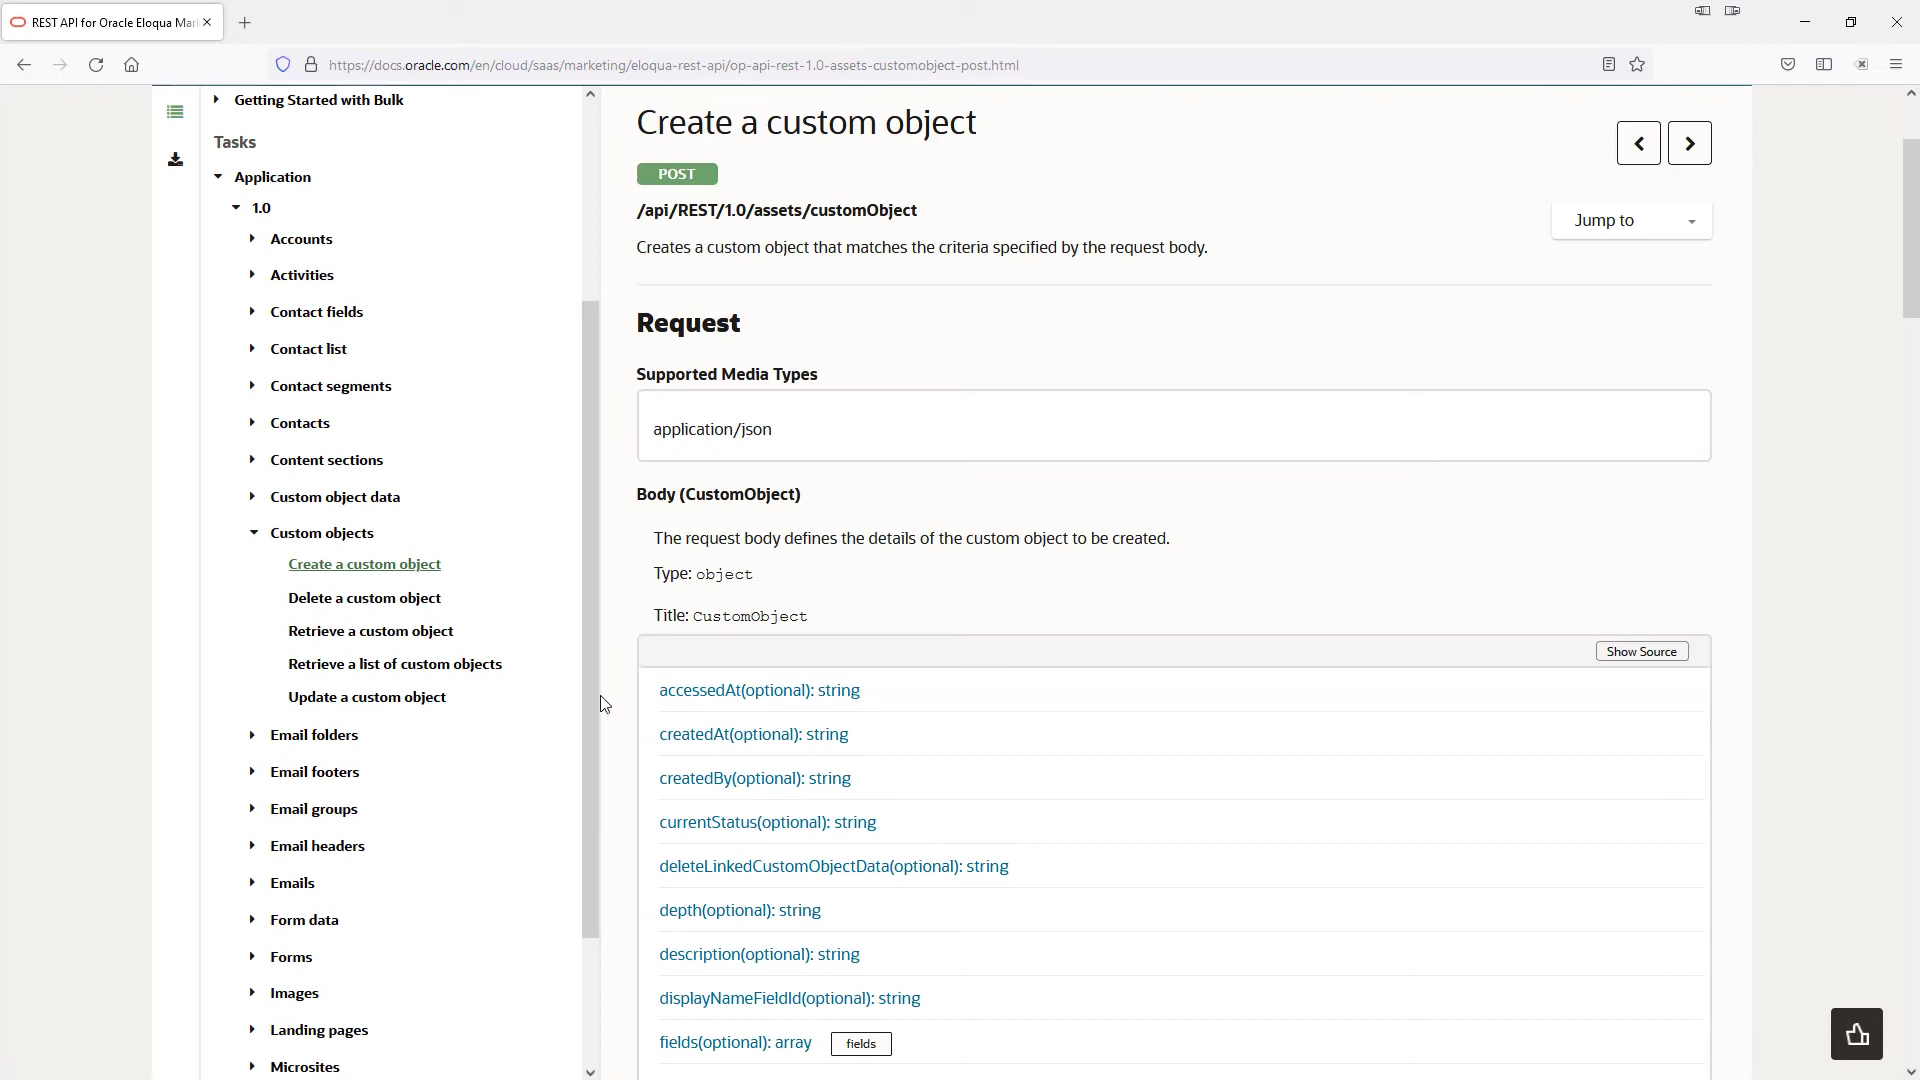 REST API for Oracle Eloqua Mar
https://docs.oracle.com/en/cloud/saas/marketing/eloqua-rest-api/op-api-rest-1.0-assets-customobject-post.html
Getting Started with Bulk
Tasks
Application
1.0
Accounts
Activities
Contact fields
Contact list
Contact segments
Contacts
Content sections
Custom object data
Custom objects
Create a custom object
Delete a custom object
Retrieve a custom object
Retrieve a list of custom objects
Update a custom object
Email folders
Email footers
Email groups
Email headers
Emails
Form data
Forms
Images
Landing pages
Microsites
Create a custom object
POST
/api/REST/1.0/assets/customObject
Jump to
Creates a custom object that matches the criteria specified by the request body.
Request
Supported Media Types
application/json
Body (CustomObject)
The request body defines the details of the custom object to be created.
Type: object
Title: CustomObject
Show Source
accessedAt(optional): string
createdAt(optional): string
createdBy(optional): string
currentStatus(optional): string
deleteLinkedCustomObjectData(optional): string
depth(optional): string
description(optional): string
displayNameFieldId(optional): string
fields(optional): array fields